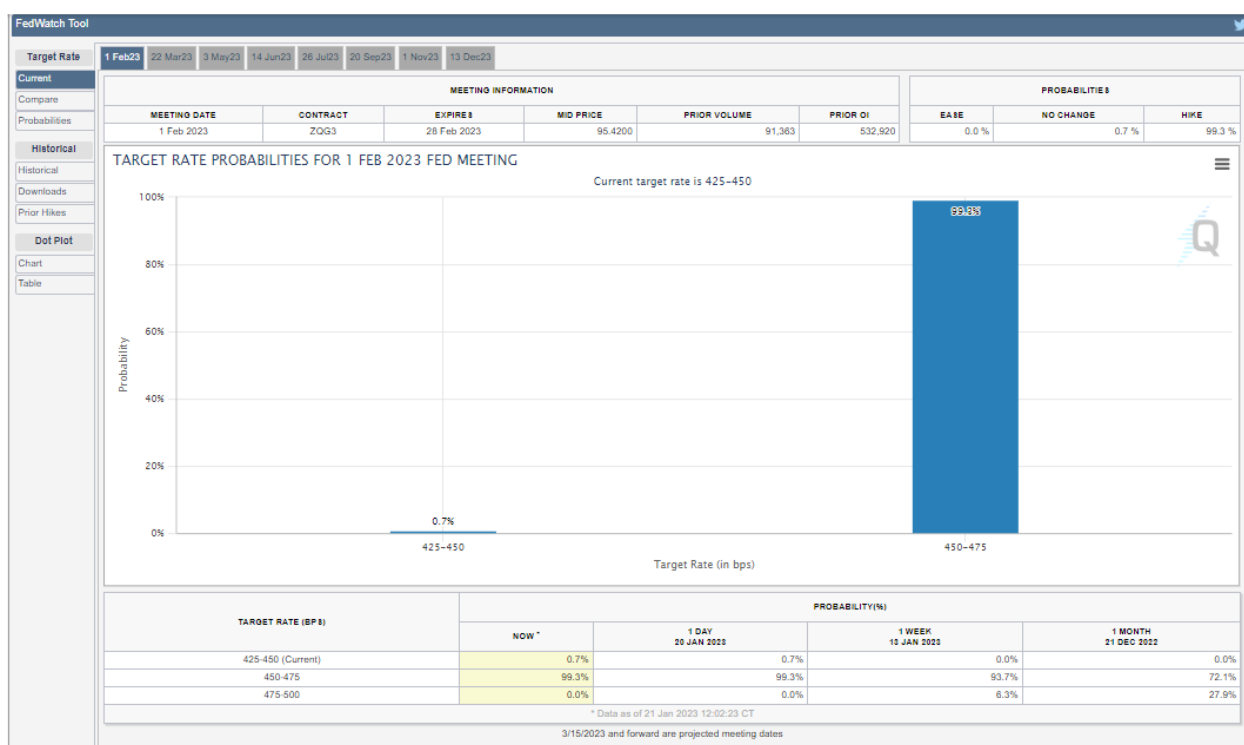 FedWatch Tool
Target Rate
Current
Compare
Probabilities
Historical
Historical
Downloads
Prior Hikes
Dot Plot
Chart
Table
1 Feb23 22 Mar23 3 May23 14 Jun23 26 Jul23 20 Sep23 1 Nov23 13 Dec23
MEETING INFORMATION
MEETING DATE CONTRACT EXPIRES MID PRICE PRIOR VOLUME PRIOR OI
1 Feb 2023 ZQG3 28 Feb 2023 95.4200 91,363 532,920
PROBABILITIES
EASE NO CHANGE HIKE
0.0 % 0.7 % 99.3 %
TARGET RATE PROBABILITIES FOR 1 FEB 2023 FED MEETING
Current target rate is 425-450
Probability
100%
80%
60%
40%
20%
0%
99.3%
0.7%
Q
425-450 450-475
Target Rate (in bps)
TARGET RATE (BPS) PROBABILITY(%)
NOW * 1 DAY 1 WEEK 1 MONTH
20 JAN 2023 13 JAN 2023 21 DEC 2022
425-450 (Current) 0.7% 0.7% 0.0% 0.0%
450-475 99.3% 99.3% 93.7% 72.1%
475-500 0.0% 0.0% 6.3% 27.9%
* Data as of 21 Jan 2023 12:02:23 CT
3/15/2023 and forward are projected meeting dates